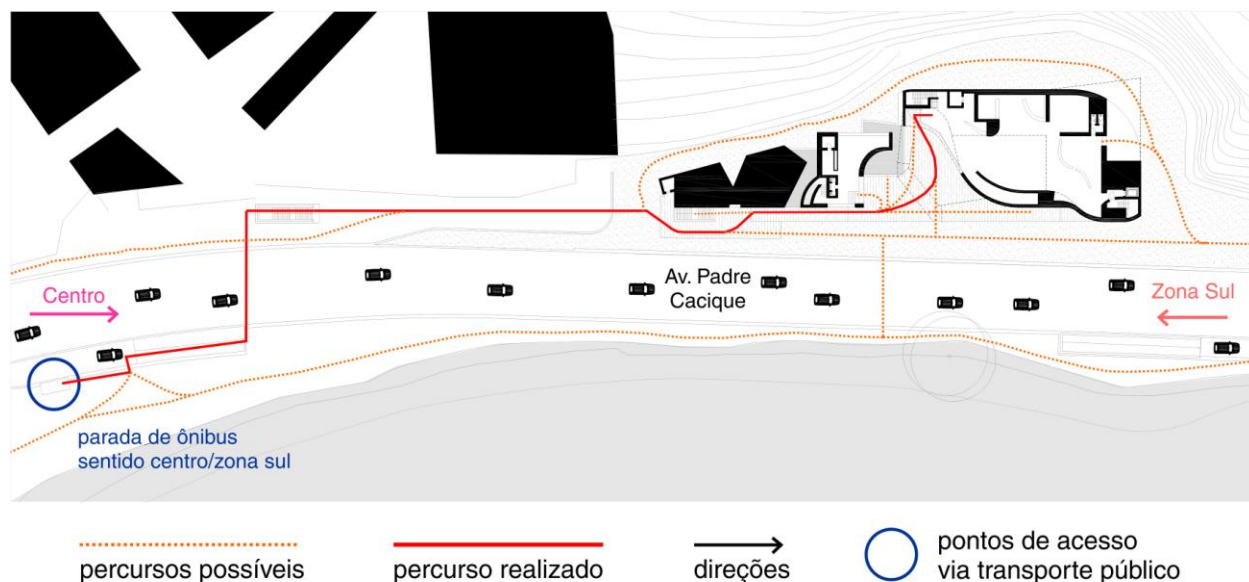 Av. Padre
Cacique
Centro
Zona Sul
parada de ônibus
sentido centro/zona sul
percursos possíveis
percurso realizado
direções
pontos de acesso
via transporte público